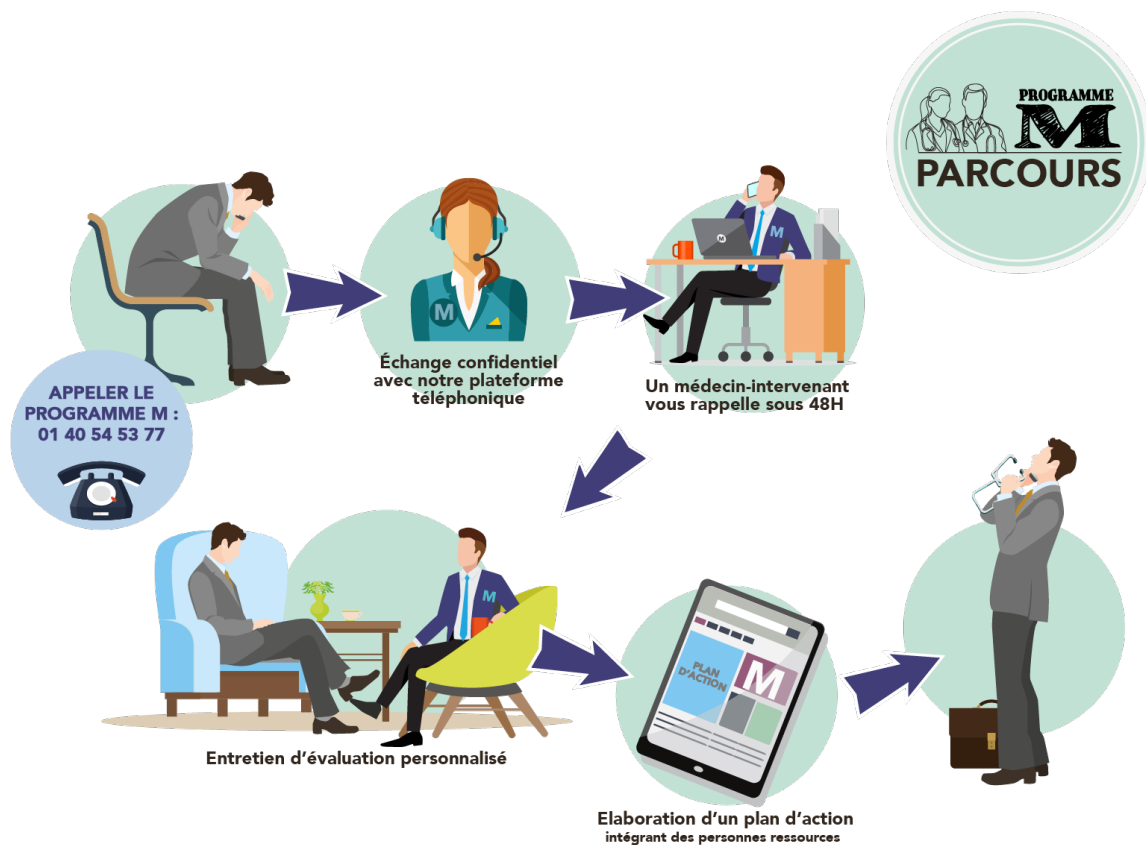 PROGRAMME
M
PARCOURS
M
M
M
Échange confidentiel
avec notre plateforme
téléphonique
Un médecin-intervenant
vous rappelle sous 48H
APPELER LE
PROGRAMME M :
01 40 54 53 77
M
Entretien d’évaluation personnalisé
PLAN
D’ACTION
M
Elaboration d’un plan d’action
intégrant des personnes ressources